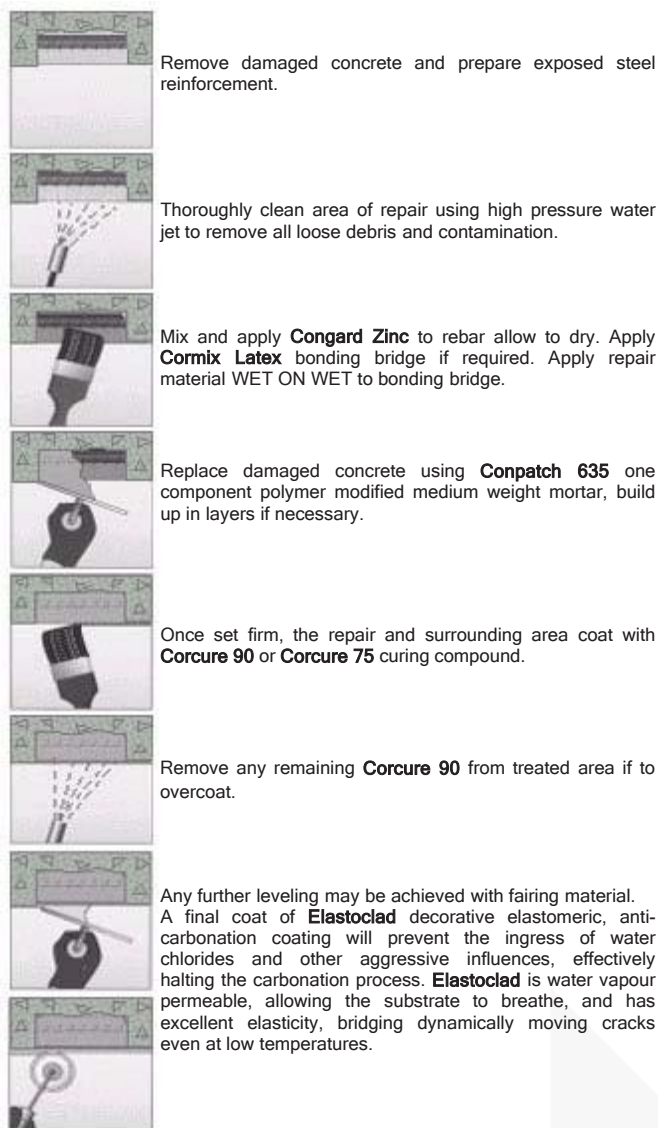 Remove damaged concrete and prepare exposed steel
reinforcement.
Thoroughly clean area of repair using high pressure water
jet to remove all loose debris and contamination.
Mix and apply Congard Zinc to rebar allow to dry. Apply
Cormix Latex bonding bridge if required. Apply repair
material WET ON WET to bonding bridge.
Replace damaged concrete using Conpatch 635 one
component polymer modified medium weight mortar, build
up in layers if necessary.
Once set firm, the repair and surrounding area coat with
Corcure 90 or Corcure 75 curing compound.
Remove any remaining Corcure 90 from treated area if to
overcoat.
Any further leveling may be achieved with fairing material.
A final coat of Elastoclad decorative elastomeric, anti-
carbonation coating will prevent the ingress of water
chlorides and other aggressive influences, effectively
halting the carbonation process. Elastoclad is water vapour
permeable, allowing the substrate to breathe, and has
excellent elasticity, bridging dynamically moving cracks
even at low temperatures.